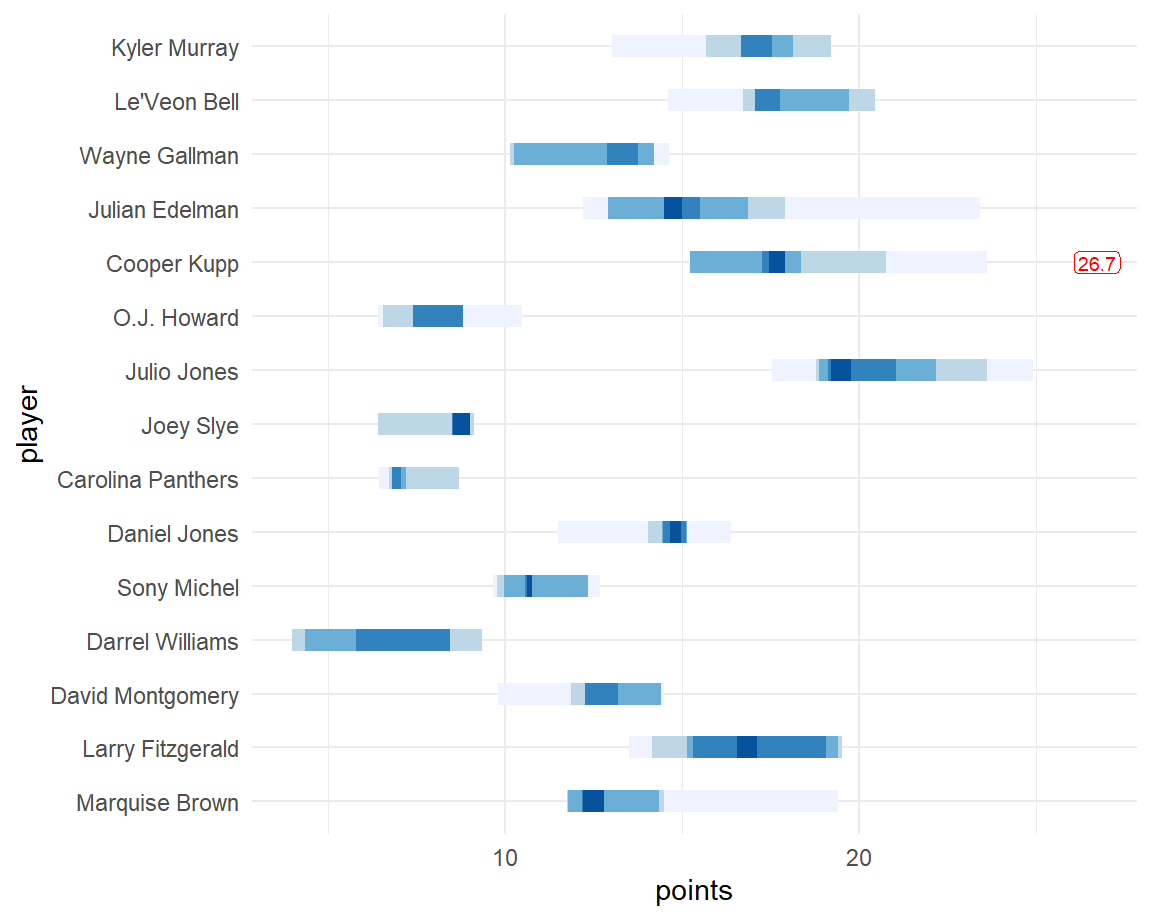 Kyler Murray
Le'Veon Bell
Wayne Gallman
Julian Edelman
Cooper Kupp
26.7
O.J. Howard
Julio Jones
Joey Slye
Carolina Panthers
Daniel Jones
Sony Michel
Darrel Williams
David Montgomery
Larry Fitzgerald
Marquise Brown
player
10 20
points